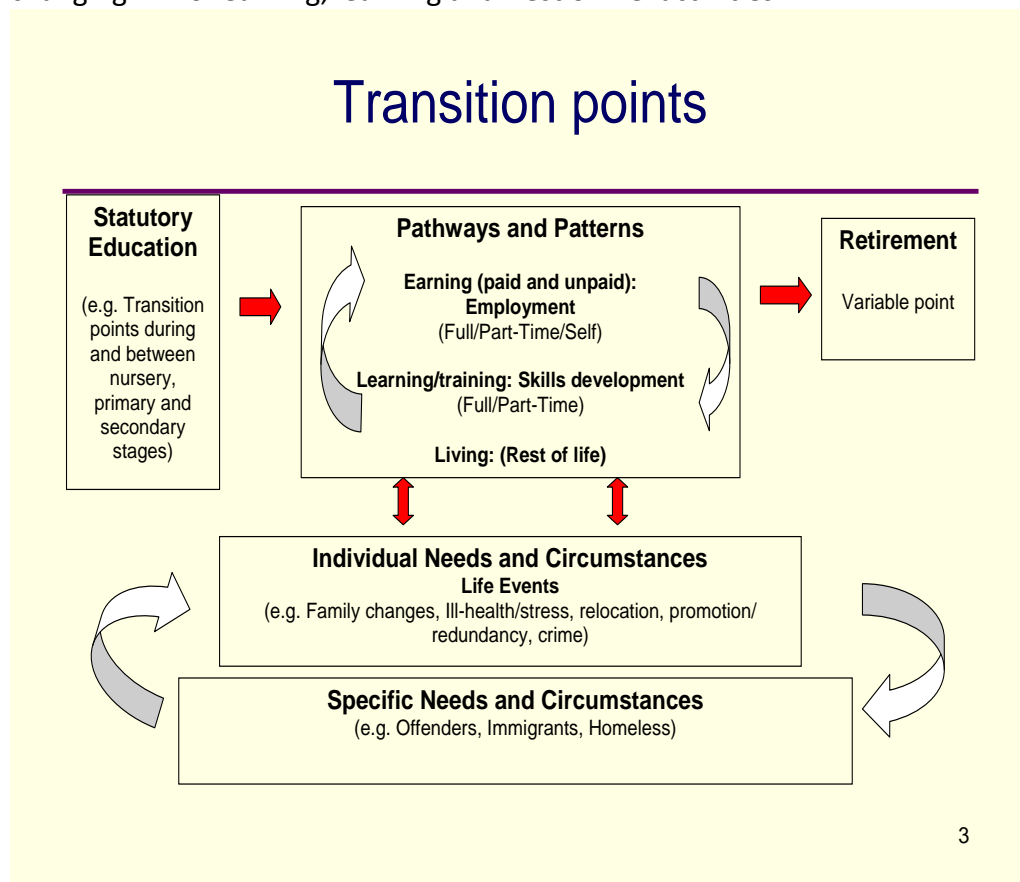 Transition points
Statutory
Education
(e.g. Transition
points during
and between
nursery,
primary and
secondary
stages)
Pathways and Patterns
Earning (paid and unpaid):
Employment
(Full/Part-Time/Self)
Learning/training: Skills development
(Full/Part-Time)
Living: (Rest of life)
Retirement
Variable point
Individual Needs and Circumstances
Life Events
(e.g. Family changes, Ill-health/stress, relocation, promotion/
redundancy, crime)
Specific Needs and Circumstances
(e.g. Offenders, Immigrants, Homeless)
3